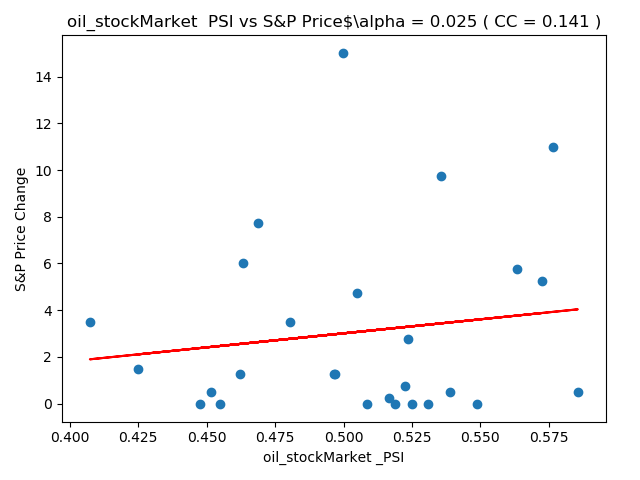 oil_stockMarket  PSI vs S&P Price$\alpha = 0.025 ( CC = 0.141 )
14
12
10
8
6
4
2
0
S&P Price Change
0.400 0.425 0.450 0.475 0.500 0.525 0.550 0.575
oil_stockMarket _PSI